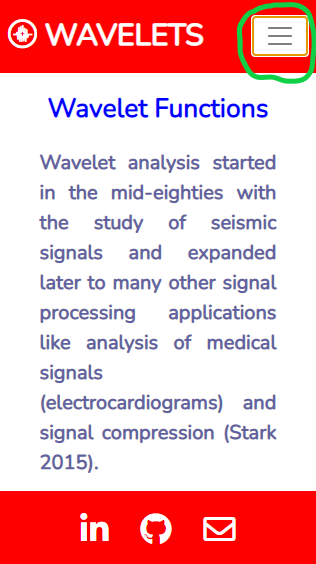 WAVELETS
Wavelet Functions
Wavelet analysis started
in the mid-eighties with
the study of seismic
signals and expanded
later to many other signal
processing applications
like analysis of medical
signals
(electrocardiograms) and
signal compression (Stark
2015).
in